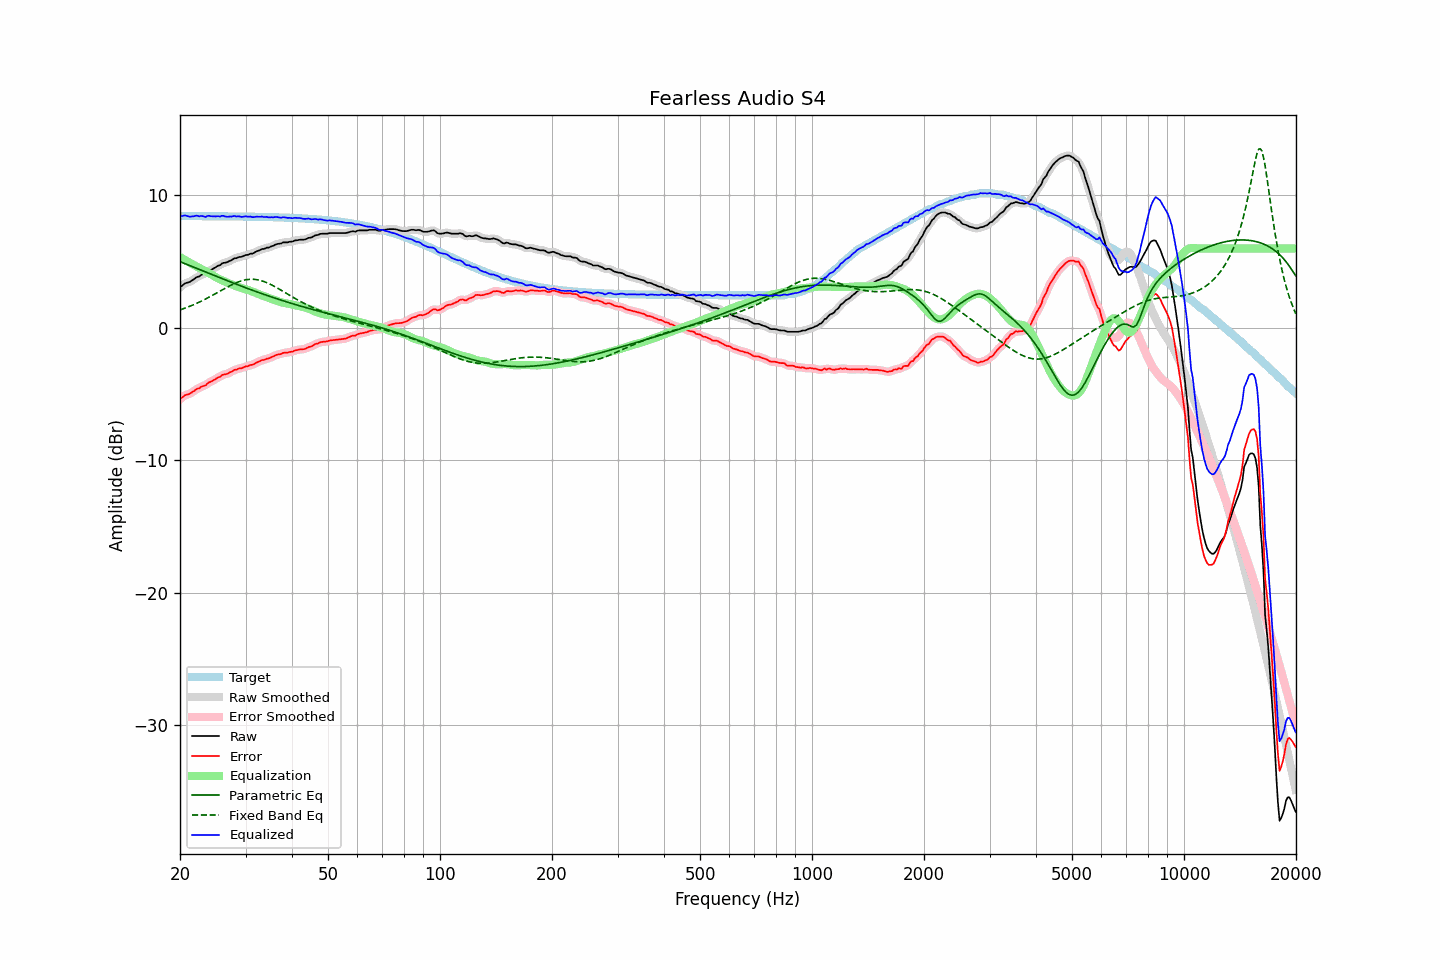 Fearless Audio S4
Amplitude (dBr)
10
0
−10
−20
−30
Target
Raw Smoothed
Error Smoothed
Raw
Error
Equalization
Parametric Eq
Fixed Band Eq
Equalized
20 50 100 200 500 1000 2000 5000 10000 20000
Frequency (Hz)